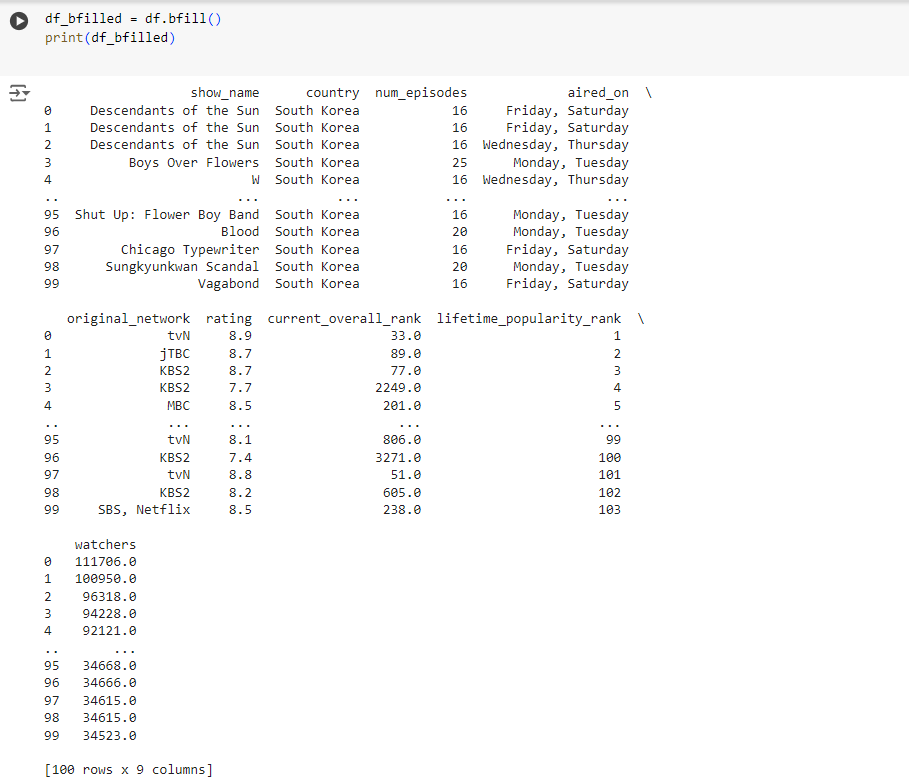 df_bfilled = df.bfill()
print(df_bfilled)
show_name country num_episodes aired_on \
0 Descendants of the Sun South Korea 16 Friday, Saturday
1 Descendants of the Sun South Korea 16 Friday, Saturday
2 Descendants of the Sun South Korea 16 Wednesday, Thursday
3 Boys Over Flowers South Korea 25 Monday, Tuesday
4 W South Korea 16 Wednesday, Thursday
.. ... ... ... ...
95 Shut Up: Flower Boy Band South Korea 16 Monday, Tuesday
96 Blood South Korea 20 Monday, Tuesday
97 Chicago Typewriter South Korea 16 Friday, Saturday
98 Sungkyunkwan Scandal South Korea 20 Monday, Tuesday
99 Vagabond South Korea 16 Friday, Saturday
original_network rating current_overall_rank lifetime_popularity_rank \
0 tvN 8.9 33.0 1
1 jTBC 8.7 89.0 2
2 KBS2 8.7 77.0 3
3 KBS2 7.7 2249.0 4
4 MBC 8.5 201.0 5
.. ... ... ... ...
95 tvN 8.1 806.0 99
96 KBS2 7.4 3271.0 100
97 tvN 8.8 51.0 101
98 KBS2 8.2 605.0 102
99 SBS, Netflix 8.5 238.0 103
watchers
0 111706.0
1 100950.0
2 96318.0
3 94228.0
4 92121.0
.. ...
95 34668.0
96 34666.0
97 34615.0
98 34615.0
99 34523.0
[100 rows x 9 columns]